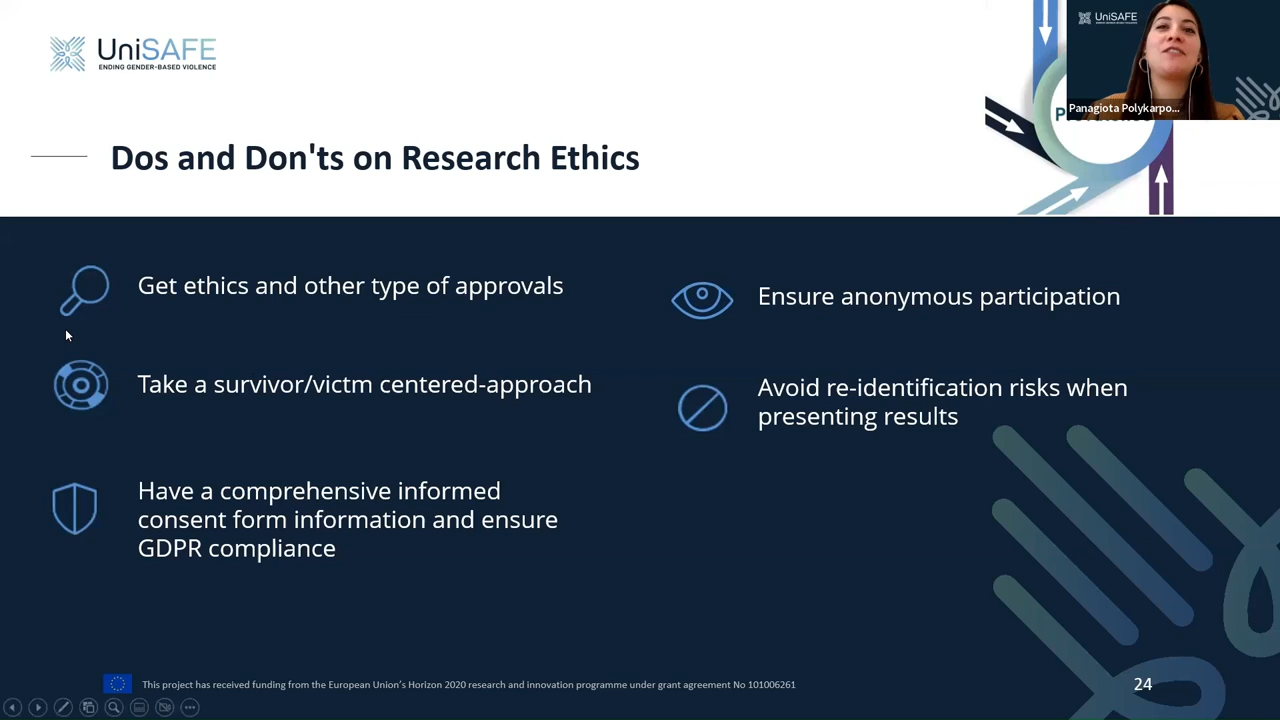 UniSAFE
ENDING GENDER-BASED VIOLENCE
UniSAFE
Panagiota Polykarpo...
Dos and Don'ts on Research Ethics
Get ethics and other type of approvals
Take a survivor/victm centered-approach
Have a comprehensive informed
consent form information and ensure
GDPR compliance
Ensure anonymous participation
Avoid re-identification risks when
presenting results
This project has received funding from the European Union's Horizon 2020 research and innovation programme under grant agreement No 101006261
24